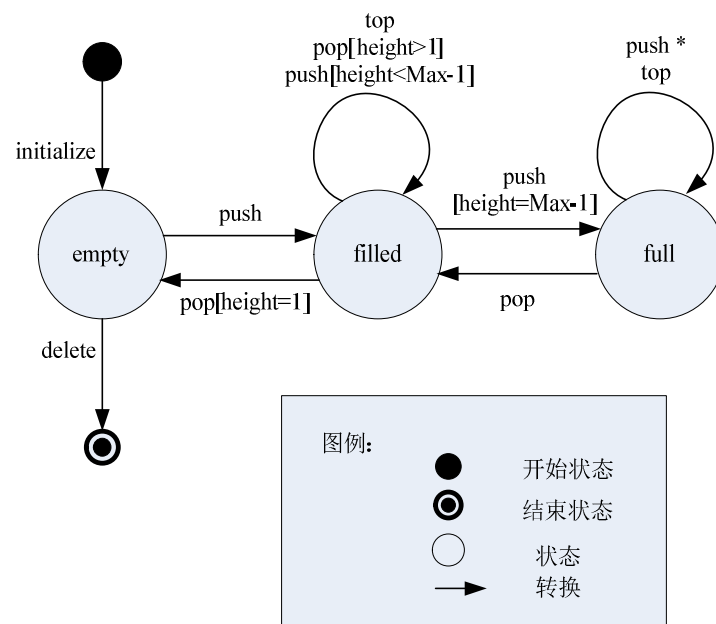 top
pop[height>1]
push[height<Max-1]
push *
top
initialize
push
push
[height=Max-1]
empty
filled
full
pop[height=1]
pop
delete
图例：
开始状态
结束状态
状态
转换